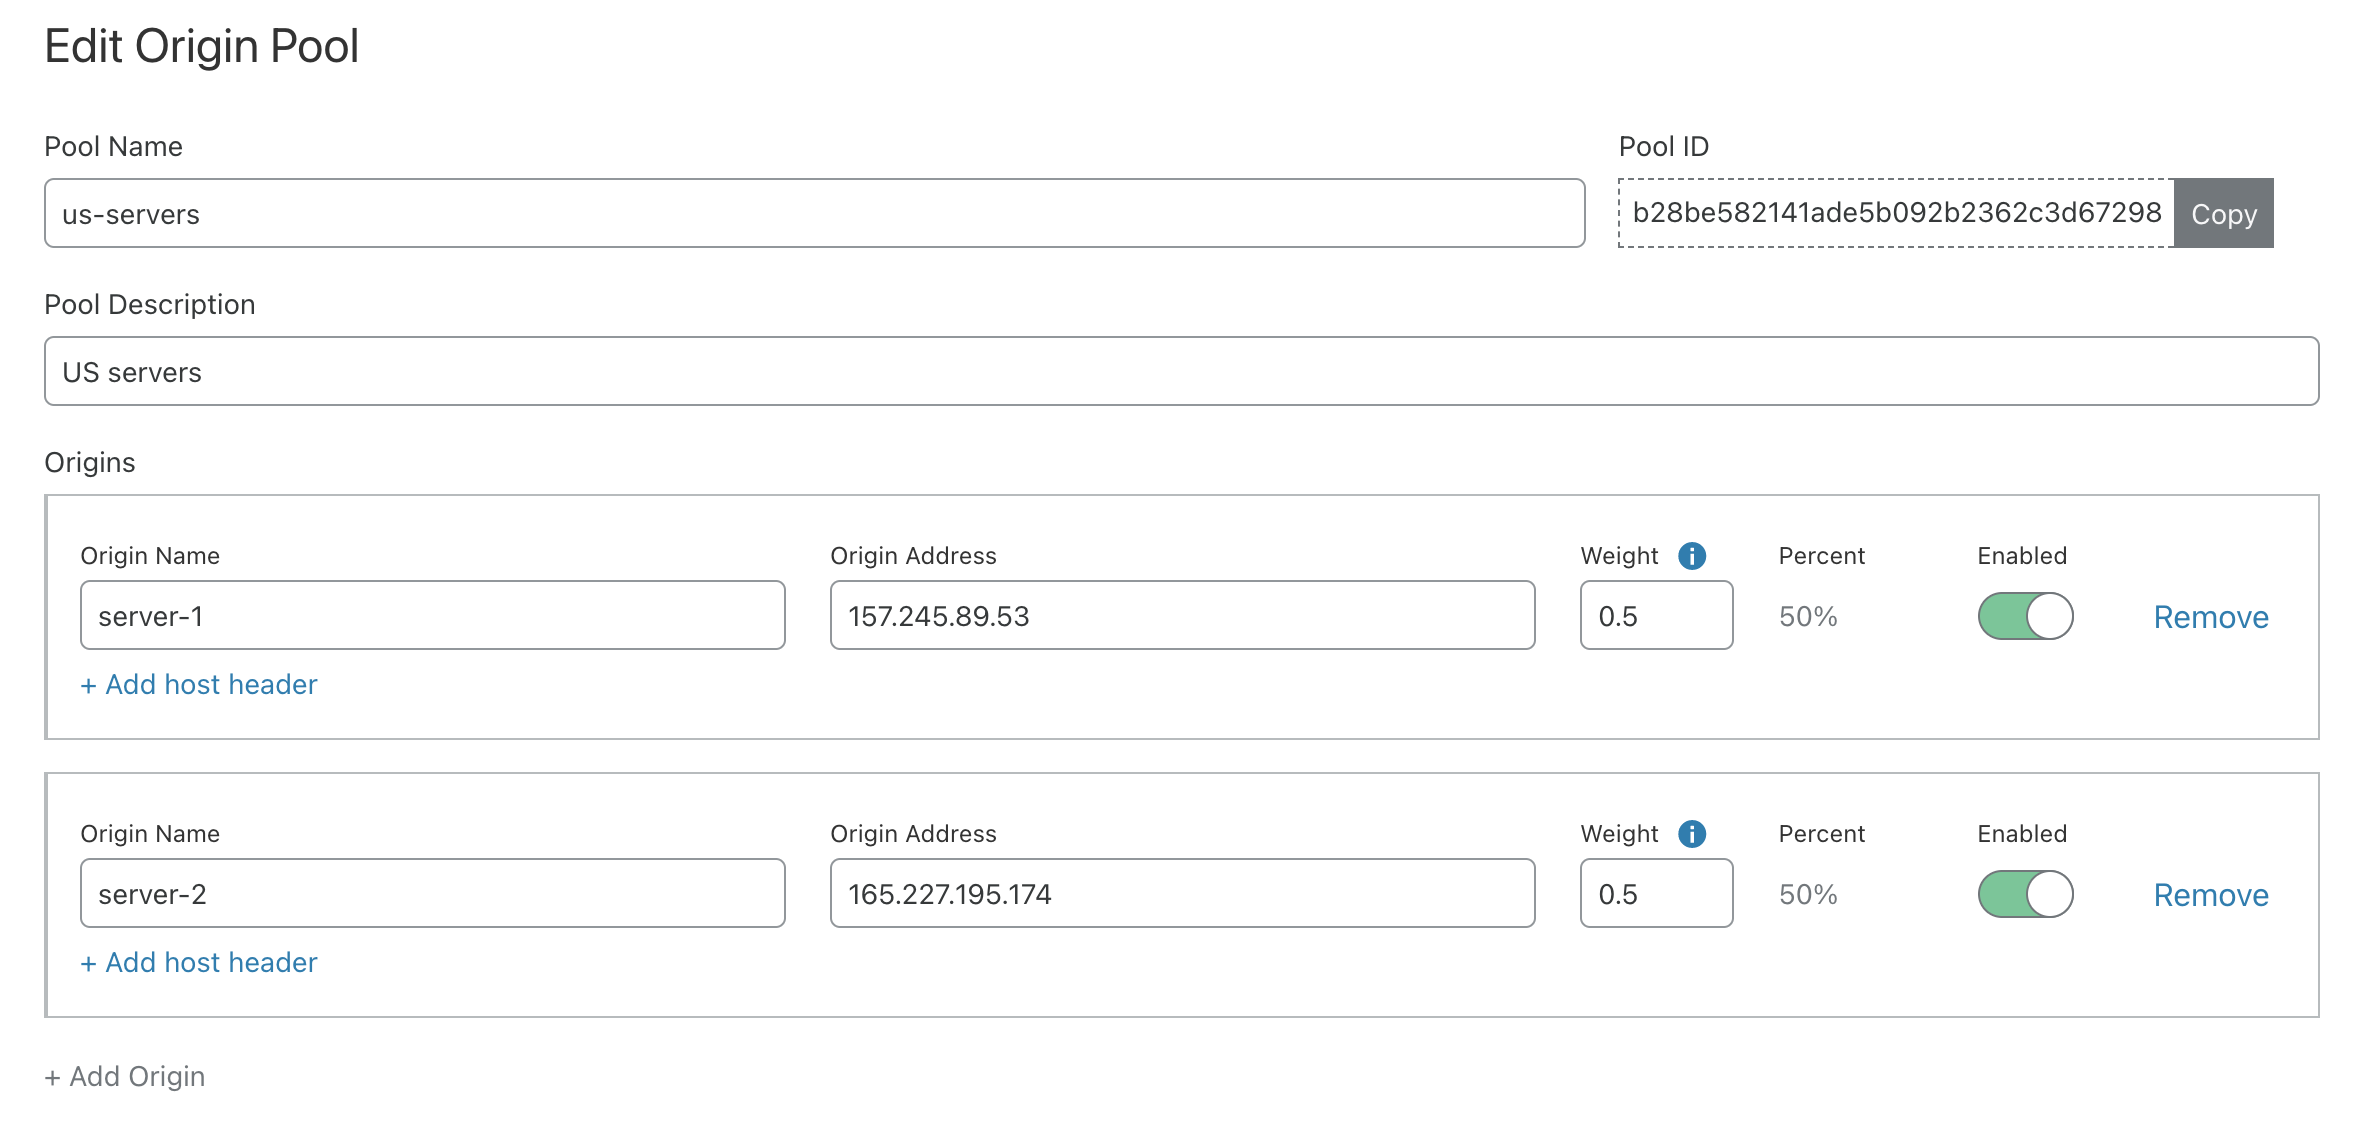 Edit Origin Pool
Pool Name
Pool ID
us-servers
b28be582141ade5b092b2362c3d67298 Copy
Pool Description
US servers
Origins
Origin Name Origin Address Weight i Percent Enabled
server-1 157.245.89.53 0.5 50% Remove
+ Add host header
Origin Name Origin Address Weight i Percent Enabled
server-2 165.227.195.174 0.5 50% Remove
+ Add host header
+ Add Origin